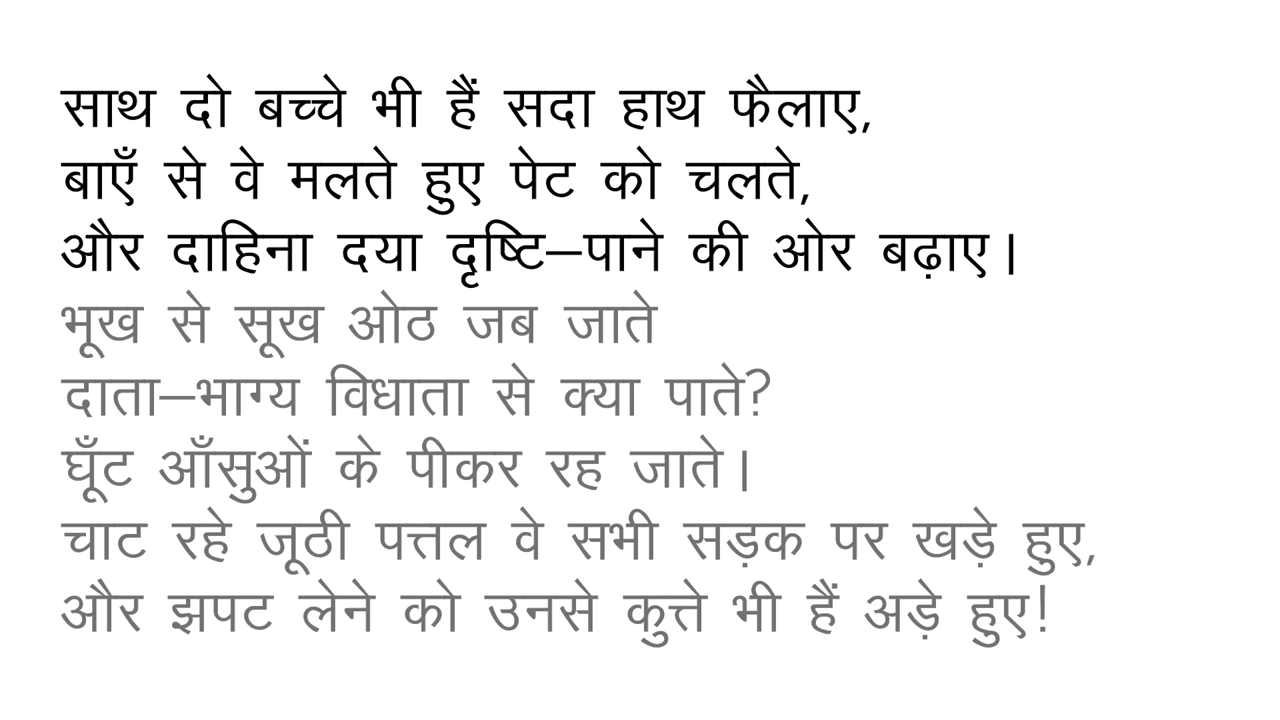 साथ दो बच्चे भी हैं सदा हाथ फैलाए,
बाएँ से वे मलते हुए पेट को चलते,
और दाहिना दया दृष्टि–पाने की ओर बढ़ाए।
भूख से सूख ओठ जब जाते
दाता–भाग्य विधाता से क्या पाते?
घूँट आँसुओं के पीकर रह जाते।
चाट रहे जूठी पत्तल वे सभी सड़क पर खड़े हुए,
और झपट लेने को उनसे कुत्ते भी हैं अड़े हुए!